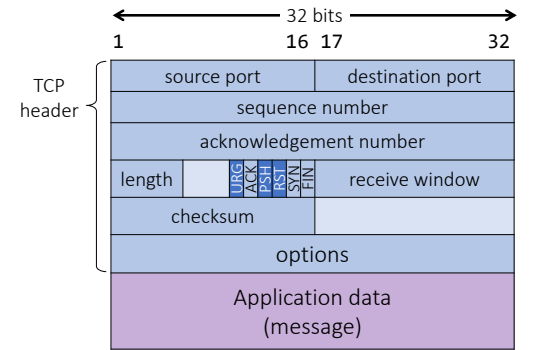 32 bits
1 16 17 32
TCP
header
source port destination port
sequence number
acknowledgement number
length URG ACK PSH RST SYN FIN receive window
checksum
options
Application data
(message)